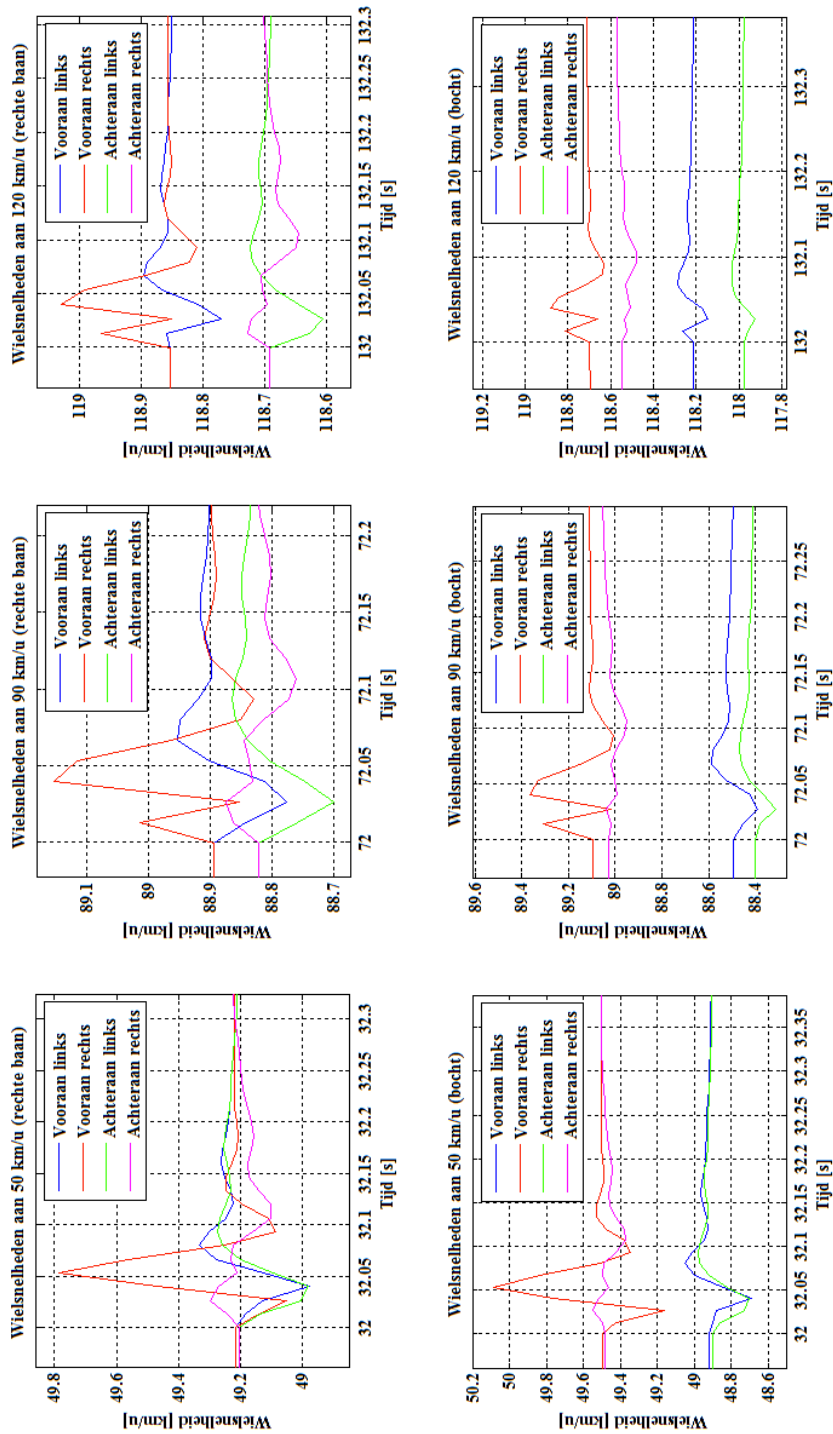 Wielsnelheden aan 50 km/u (rechte baan)
Wielsnelheid [km/u]
49.8
49.6
49.4
49.2
49
Vooraan links
Vooraan rechts
Achteraan links
Achteraan rechts
32 32.05 32.1 32.15 32.2 32.25 32.3
Tijd [s]
Wielsnelheden aan 90 km/u (rechte baan)
Wielsnelheid [km/u]
89.1
89
88.9
88.8
88.7
Vooraan links
Vooraan rechts
Achteraan links
Achteraan rechts
72 72.05 72.1 72.15 72.2
Tijd [s]
Wielsnelheden aan 120 km/u (rechte baan)
Wielsnelheid [km/u]
119
118.9
118.8
118.7
118.6
Vooraan links
Vooraan rechts
Achteraan links
Achteraan rechts
132 132.05 132.1 132.15 132.2 132.25 132.3
Tijd [s]
Wielsnelheden aan 50 km/u (bocht)
Wielsnelheid [km/u]
50.2
50
49.8
49.6
49.4
49.2
49
48.8
48.6
Vooraan links
Vooraan rechts
Achteraan links
Achteraan rechts
32 32.05 32.1 32.15 32.2 32.25 32.3 32.35
Tijd [s]
Wielsnelheden aan 90 km/u (bocht)
Wielsnelheid [km/u]
89.6
89.4
89.2
89
88.8
88.6
88.4
Vooraan links
Vooraan rechts
Achteraan links
Achteraan rechts
72 72.05 72.1 72.15 72.2 72.25
Tijd [s]
Wielsnelheden aan 120 km/u (bocht)
Wielsnelheid [km/u]
119.2
119
118.8
118.6
118.4
118.2
118
117.8
Vooraan links
Vooraan rechts
Achteraan links
Achteraan rechts
132 132.1 132.2 132.3
Tijd [s]